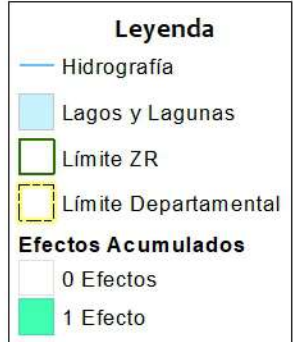 Leyenda
Hidrografía
Lagos y Lagunas
Límite ZR
Límite Departamental
Efectos Acumulados
0 Efectos
1 Efecto